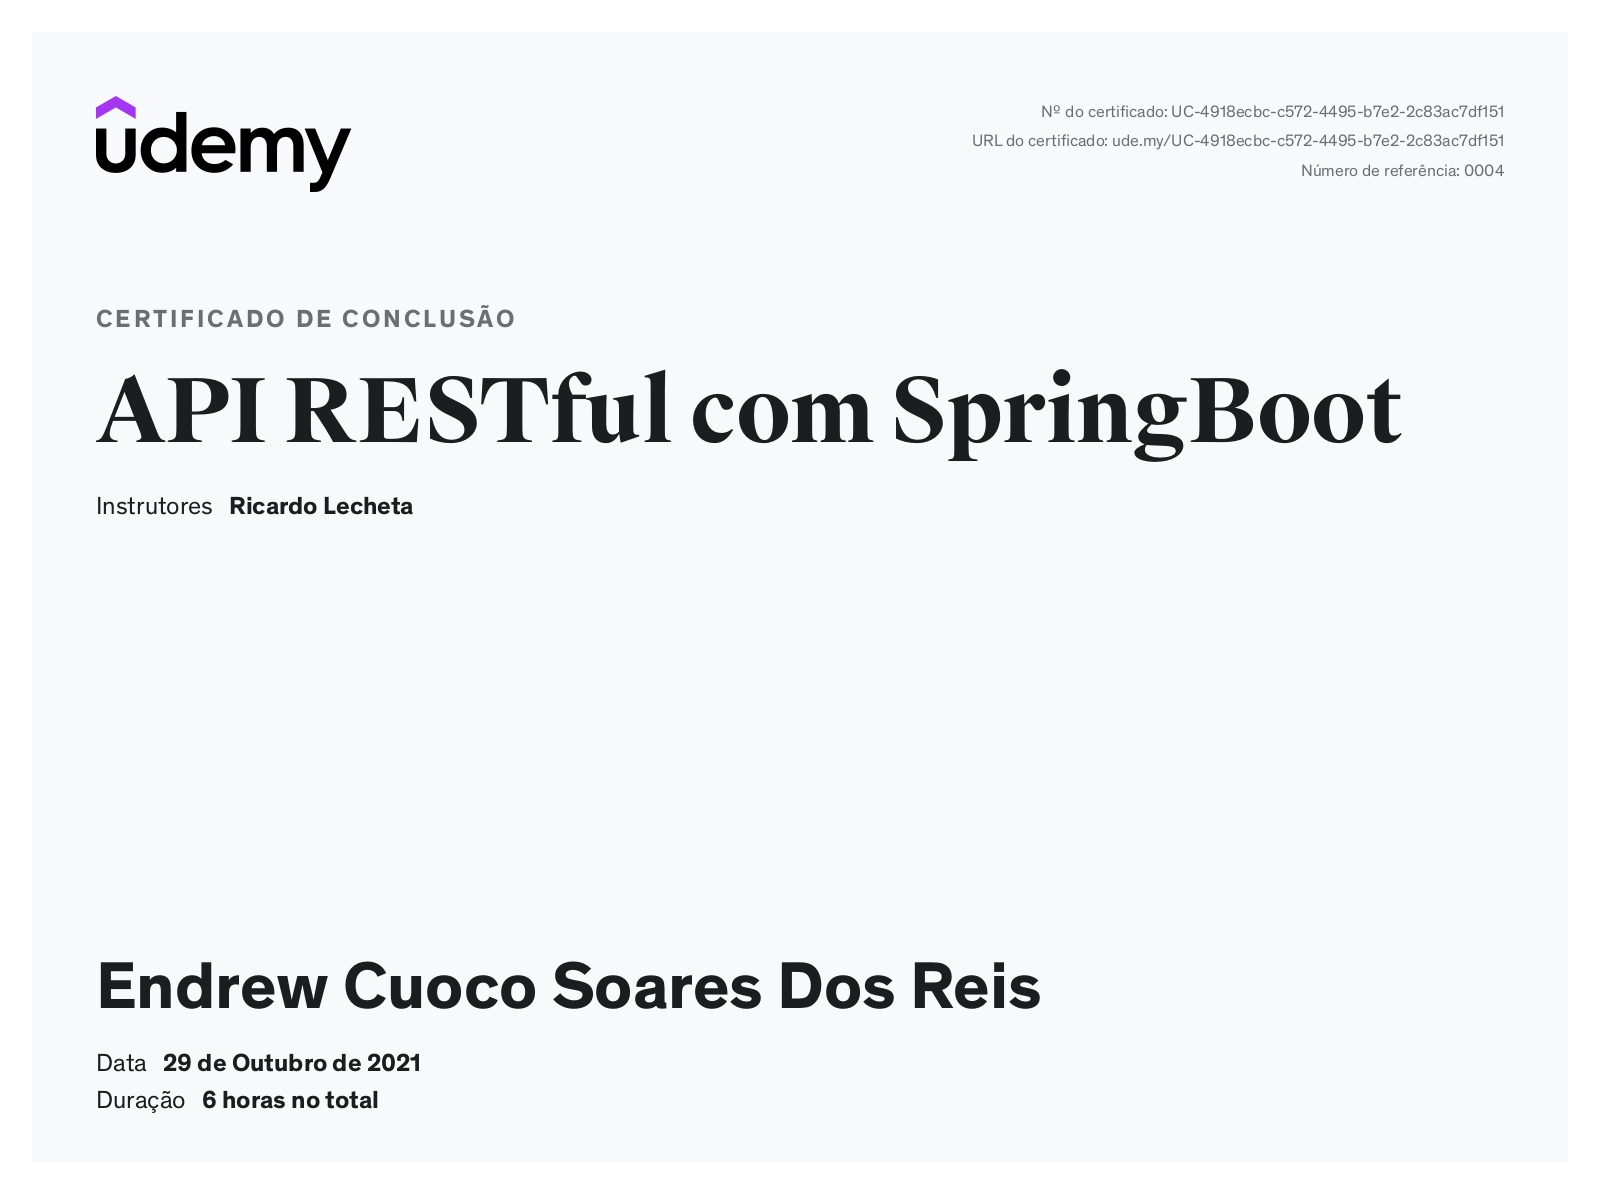 udemy
Nº do certificado: UC-4918ecbc-c572-4495-b7e2-2c83ac7df151
URL do certificado: ude.my/UC-4918ecbc-c572-4495-b7e2-2c83ac7df151
Número de referência: 0004
CERTIFICADO DE CONCLUSÃO
API RESTful com SpringBoot
Instrutores Ricardo Lecheta
Endrew Cuoco Soares Dos Reis
Data 29 de Outubro de 2021
Duração 6 horas no total